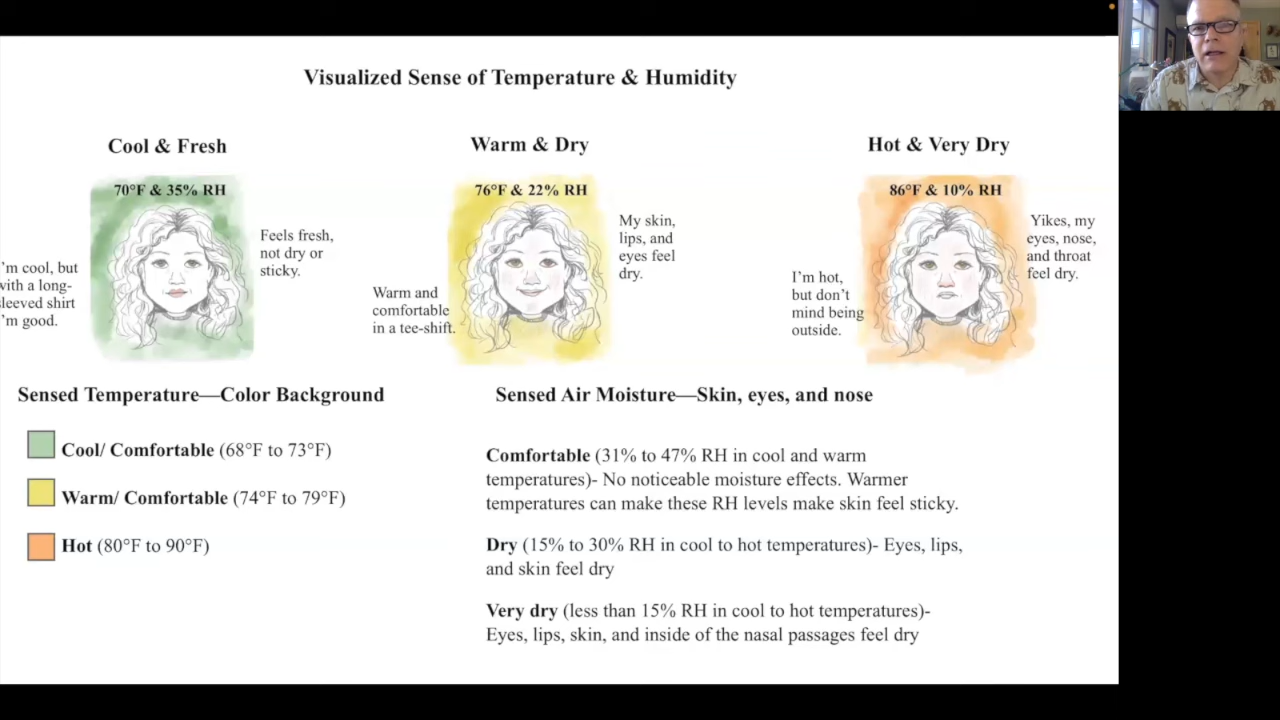 Visualized Sense of Temperature & Humidity
Cool & Fresh
70°F & 35% RH
'm cool, but
with a long-
sleeved shirt
'm good.
Feels fresh,
not dry or
sticky.
Warm & Dry
76°F & 22% RH
Warm and
comfortable
in a tee-shift.
My skin,
lips, and
eyes feel
dry.
Hot & Very Dry
86°F & 10% RH
I'm hot,
but don't
mind being
outside.
Yikes, my
eyes, nose,
and throat
feel dry.
Sensed Temperature—Color Background
Cool/ Comfortable (68°F to 73°F)
Warm/ Comfortable (74°F to 79°F)
Hot (80°F to 90°F)
Sensed Air Moisture—Skin, eyes, and nose
Comfortable (31% to 47% RH in cool and warm
temperatures)- No noticeable moisture effects. Warmer
temperatures can make these RH levels make skin feel sticky.
Dry (15% to 30% RH in cool to hot temperatures)- Eyes, lips,
and skin feel dry
Very dry (less than 15% RH in cool to hot temperatures)-
Eyes, lips, skin, and inside of the nasal passages feel dry